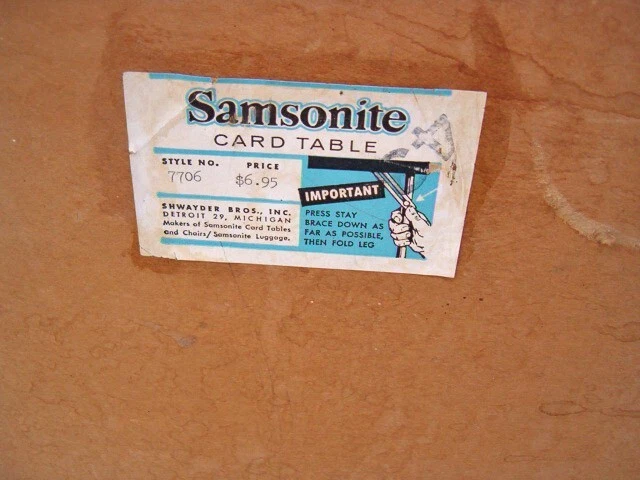 Samsonite
CARD TABLE
STYLE NO. PRICE
7706 $6.95
SHWAYDER BROS., INC.
DETROIT 29, MICHIGAN
Makers of Samsonite Card Tables
and Chairs/Samsonite Luggage.
IMPORTANT
PRESS STAY
BRACE DOWN AS
FAR AS POSSIBLE,
THEN FOLD LEG